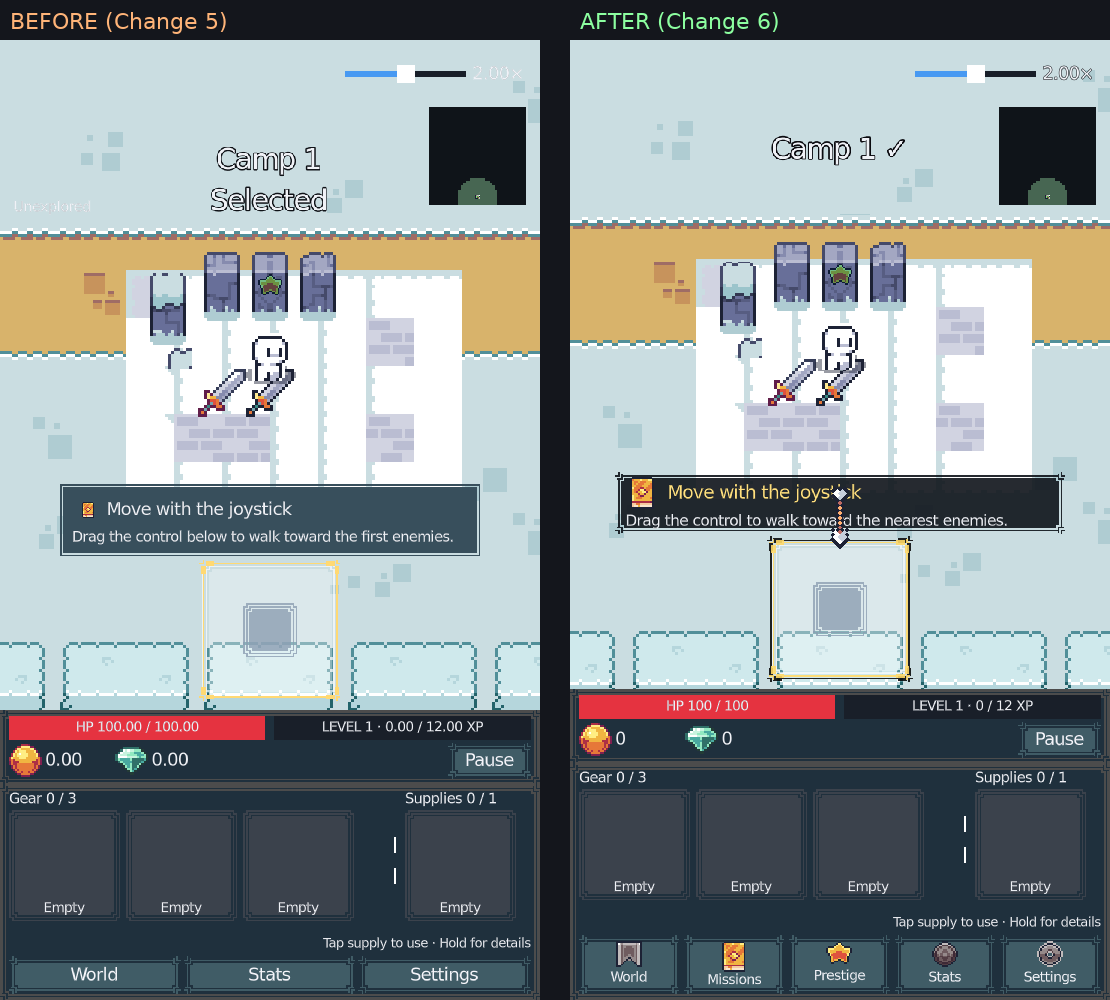 BEFORE (Change 5)
2.00×
Camp 1
Selected
Unexplored
Move with the joystick
Drag the control below to walk toward the first enemies.
HP 100.00 / 100.00
LEVEL 1 · 0.00 / 12.00 XP
0.00
0.00
Pause
Gear 0 / 3
Supplies 0 / 1
Empty
Empty
Empty
Empty
Tap supply to use · Hold for details
World
Stats
Settings
AFTER (Change 6)
2.00×
Camp 1 ✓
Move with the joystick
Drag the control to walk toward the nearest enemies.
HP 100 / 100
LEVEL 1 · 0 / 12 XP
0
0
Pause
Gear 0 / 3
Supplies 0 / 1
Empty
Empty
Empty
Empty
Tap supply to use · Hold for details
World
Missions
Prestige
Stats
Settings